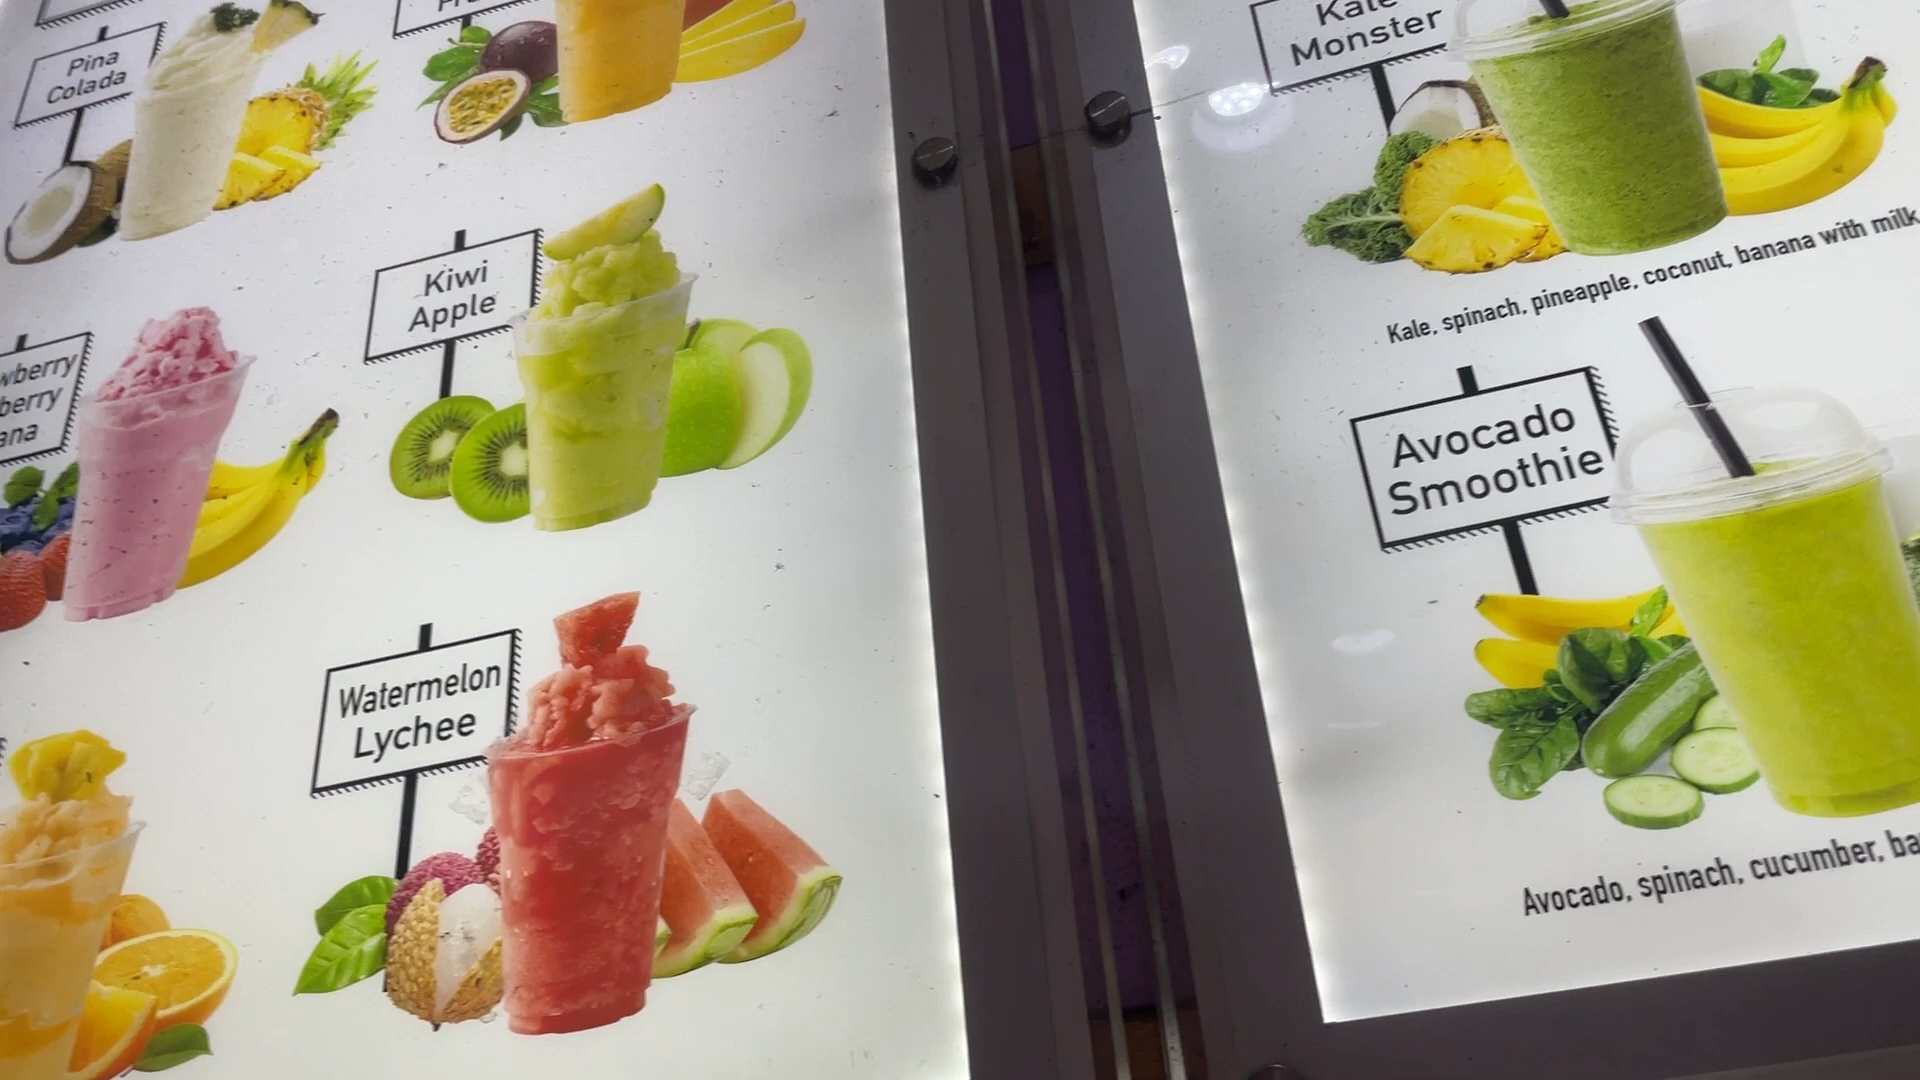 Pina
Colada
Kiwi
Apple
Watermelon
Lychee
Kale
Monster
Kale, spinach, pineapple, coconut, banana with milk
Avocado
Smoothie
Avocado, spinach, cucumber,